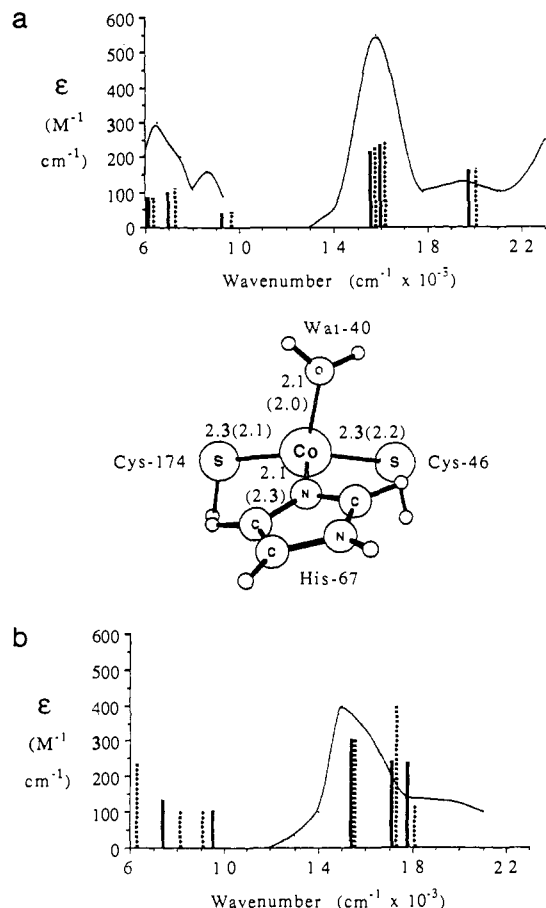 a
600
500
400
300
200
100
0
ε
(M⁻¹
cm⁻¹)
6 10 14 18 22
Wavenumber (cm⁻¹ x 10⁻³)
Wat-40
O
2.1
(2.0)
2.3(2.1) 2.3(2.2)
Cys-174 S Co S Cys-46
2.1
(2.3)
N
C C
C N
His-67
b
600
500
400
300
200
100
0
ε
(M⁻¹
cm⁻¹)
6 10 14 18 22
Wavenumber (cm⁻¹ x 10⁻³)